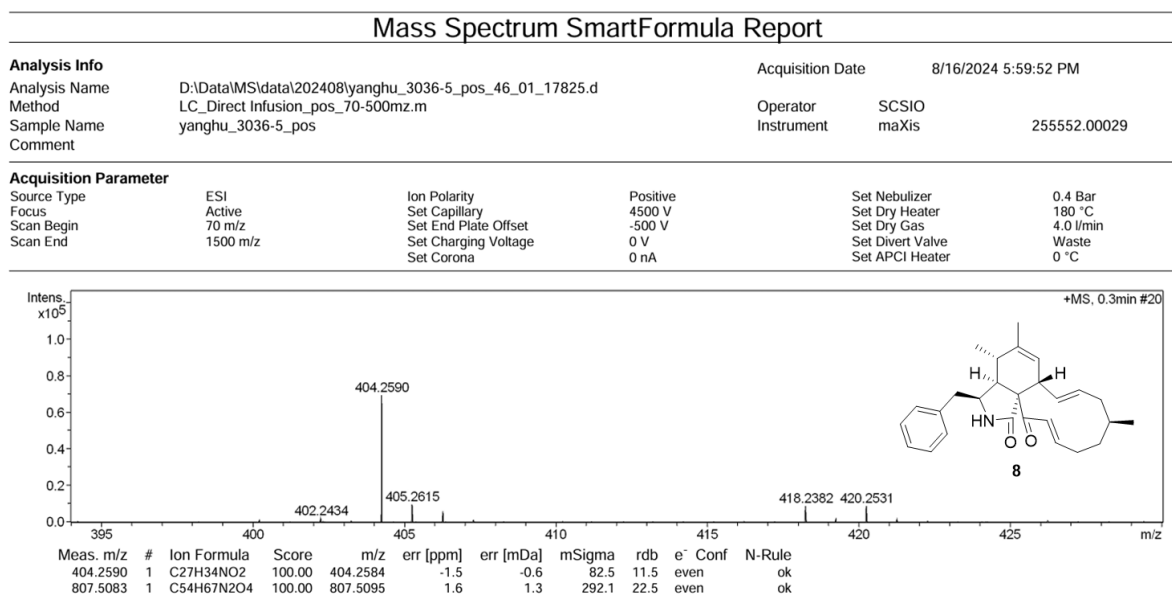 Mass Spectrum SmartFormula Report
Analysis Info
Acquisition Date 8/16/2024 5:59:52 PM
Analysis Name D:\Data\MS\data\202408\yanghu_3036-5_pos_46_01_17825.d
Method LC_Direct Infusion_pos_70-500mz.m Operator SCSIO
Sample Name yanghu_3036-5_pos Instrument maXis 255552.00029
Comment
Acquisition Parameter
Source Type ESI Ion Polarity Positive Set Nebulizer 0.4 Bar
Focus Active Set Capillary 4500 V Set Dry Heater 180 °C
Scan Begin 70 m/z Set End Plate Offset -500 V Set Dry Gas 4.0 l/min
Scan End 1500 m/z Set Charging Voltage 0 V Set Divert Valve Waste
Set Corona 0 nA Set APCI Heater 0 °C
Intens. +MS, 0.3min #20
x10⁵
1.0
0.8
404.2590
H H
0.6
HN
0.4
O O
8
0.2
405.2615 418.2382 420.2531
402.2434
0.0
395 400 405 410 415 420 425 m/z
Meas. m/z # Ion Formula Score m/z err [ppm] err [mDa] mSigma rdb e⁻ Conf N-Rule
404.2590 1 C27H34NO2 100.00 404.2584 -1.5 -0.6 82.5 11.5 even ok
807.5083 1 C54H67N2O4 100.00 807.5095 1.6 1.3 292.1 22.5 even ok